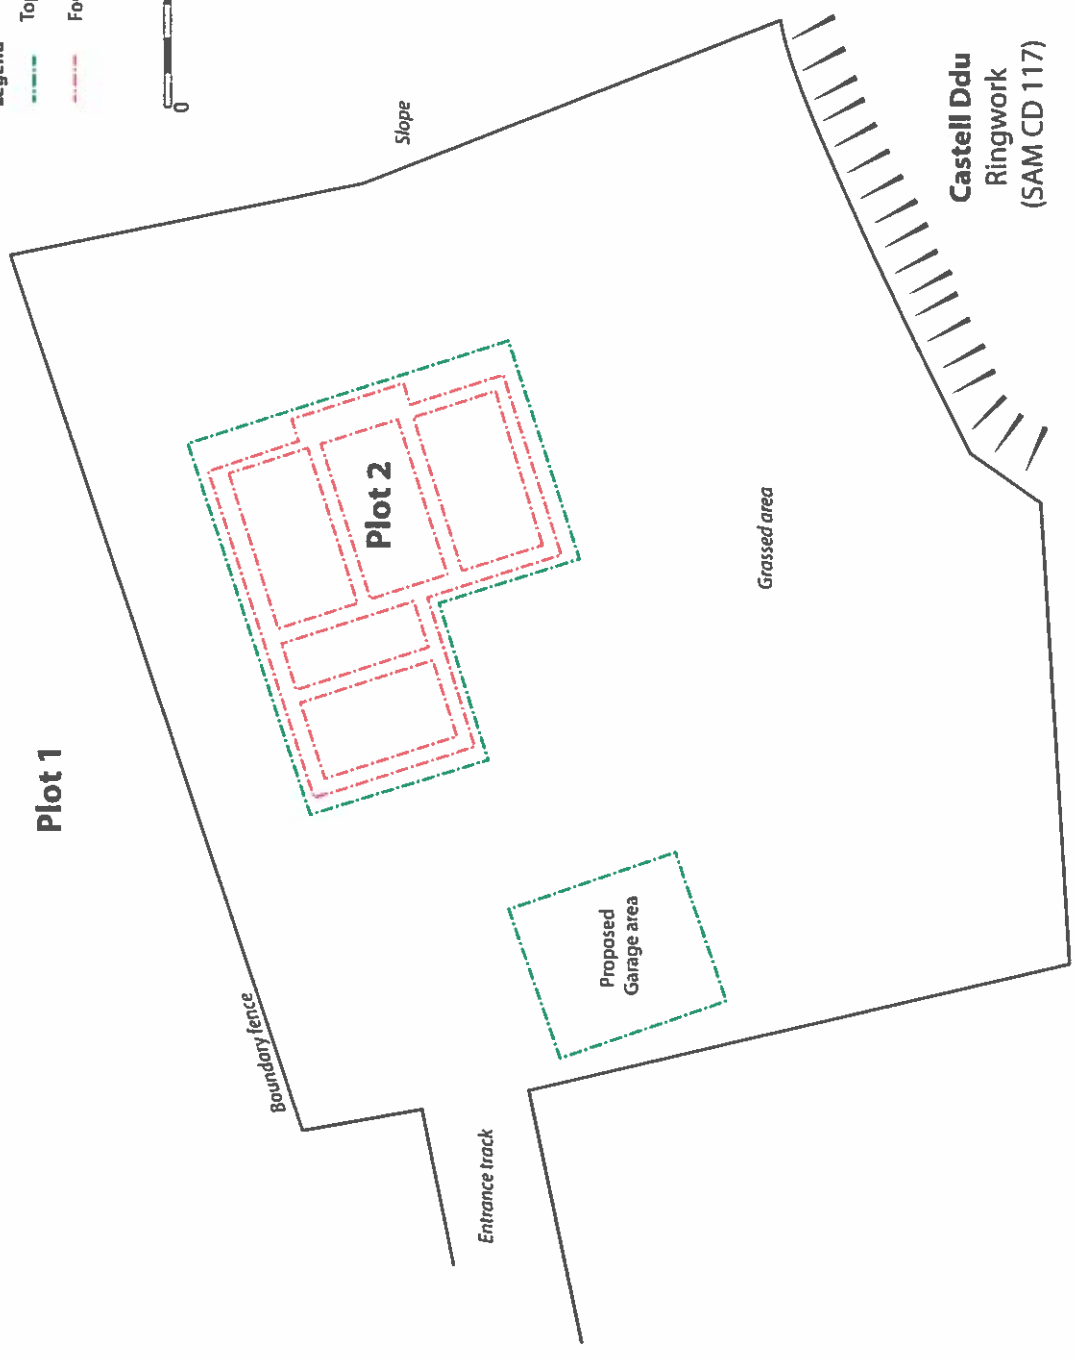 Legend
Plot 1
0
Boundary fence
Plot 2
Slope
Entrance track
Proposed
Garage area
Grassed area
Castell Ddu
Ringwork
(SAM CD 117)